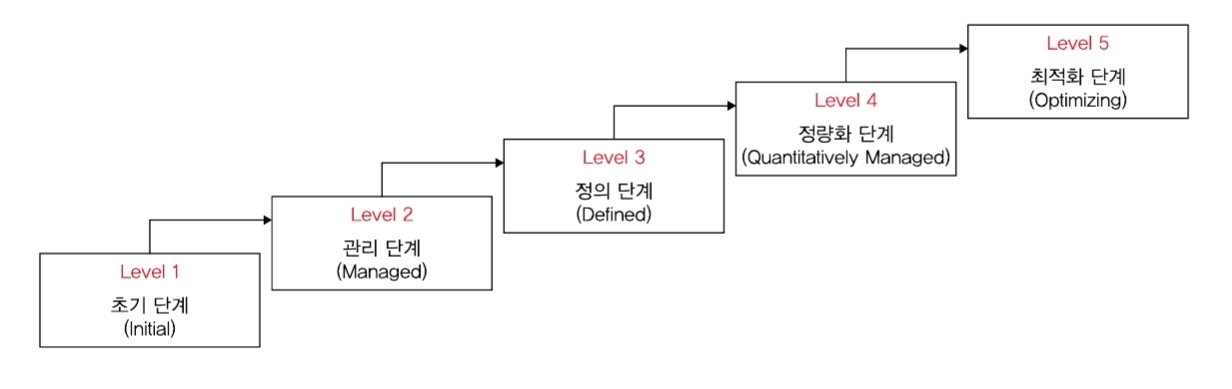 Level 1
초기 단계
(Initial)
Level 2
관리 단계
(Managed)
Level 3
정의 단계
(Defined)
Level 4
정량화 단계
(Quantitatively Managed)
Level 5
최적화 단계
(Optimizing)